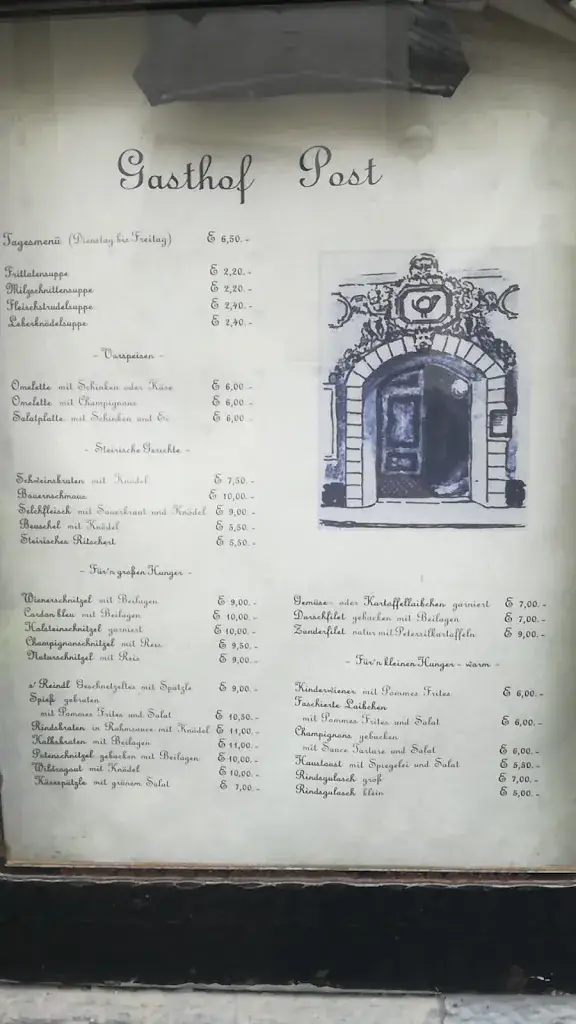 Gasthof Post
Tagesmenü (Dienstag bis Freitag) € 6,50.-
Frittatensuppe € 2,20.-
Milzschnittensuppe € 2,20.-
Fleischstrudelsuppe € 2,40.-
Leberknödelsuppe € 2,40.-
- Vorspeisen -
Omelette mit Schinken oder Käse € 6,00.-
Omelette mit Champignons € 6,00.-
Salatplatte mit Schinken und Ei € 6,00.-
- Steirische Gerichte -
Schweinsbraten mit Knödel € 7,50.-
Bauernschmaus € 10,00.-
Selchfleisch mit Sauerkraut und Knödel € 9,00.-
Beuschel mit Knödel € 5,50.-
Steirisches Ritschert € 5,50.-
- Für'n großen Hunger -
Wienerschnitzel mit Beilagen € 9,00.-
Cordon bleu mit Beilagen € 10,00.-
Holsteinschnitzel garniert € 10,00.-
Champignonschnitzel mit Reis € 9,50.-
Naturschnitzel mit Reis € 9,00.-
s' Reindl Geschnetzeltes mit Spätzle € 9,00.-
Spieß gebraten
mit Pommes Frites und Salat € 10,50.-
Rindsbraten in Rahmsauce mit Knödel € 11,00.-
Kalbsbraten mit Beilagen € 11,00.-
Putenschnitzel gebacken mit Beilagen € 10,00.-
Wildragout mit Knödel € 10,00.-
Käsespätzle mit grünem Salat € 7,00.-
Gemüse- oder Kartoffellaibchen garniert € 7,00.-
Dorschfilet gebacken mit Beilagen € 7,00.-
Zanderfilet natur mit Petersilkartoffeln € 9,00.-
- Für'n kleinen Hunger - warm -
Kinderwiener mit Pommes Frites € 6,00.-
Faschierte Laibchen
mit Pommes Frites und Salat € 6,00.-
Champignons gebacken
mit Sauce Tartare und Salat € 6,00.-
Haustoast mit Spiegelei und Salat € 5,50.-
Rindsgulasch groß € 7,00.-
Rindsgulasch klein € 5,00.-